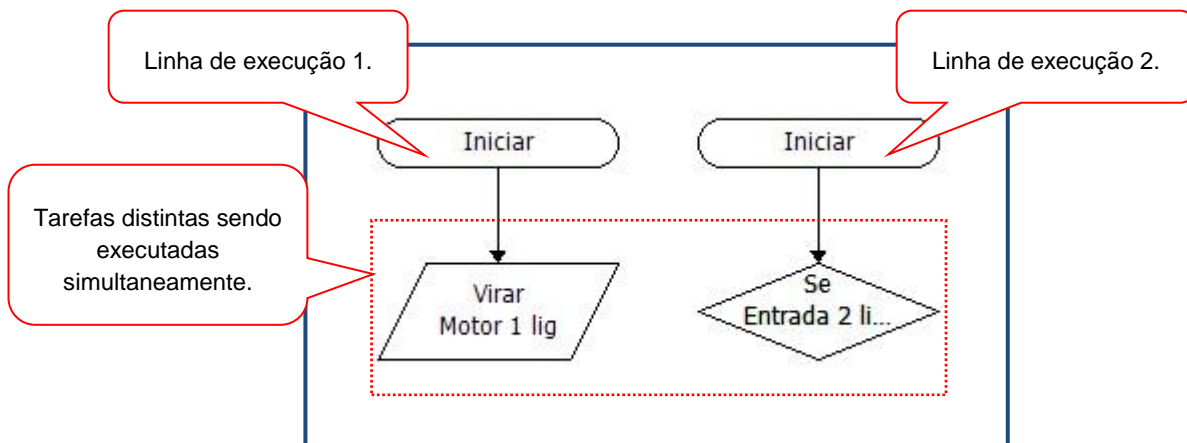 Linha de execução 1.
Linha de execução 2.
Iniciar
Iniciar
Tarefas distintas sendo
executadas
simultaneamente.
Virar
Motor 1 lig
Se
Entrada 2 li...